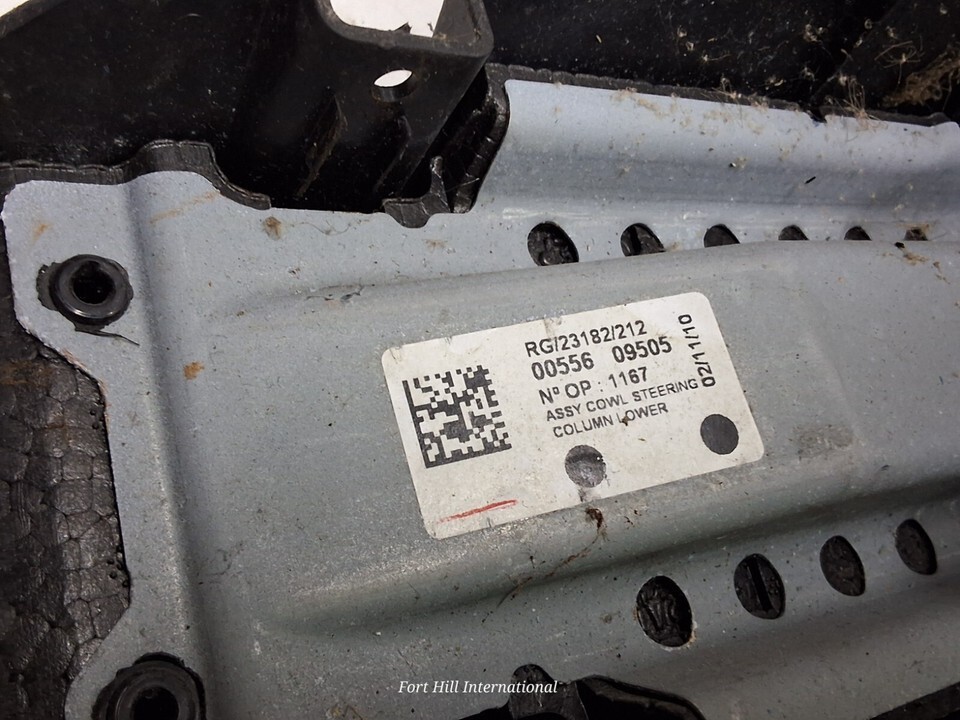 RG/23182/212
00556 09505
Nº OP : 1167
ASSY COWL STEERING
COLUMN LOWER
02/11/10
Fort Hill International